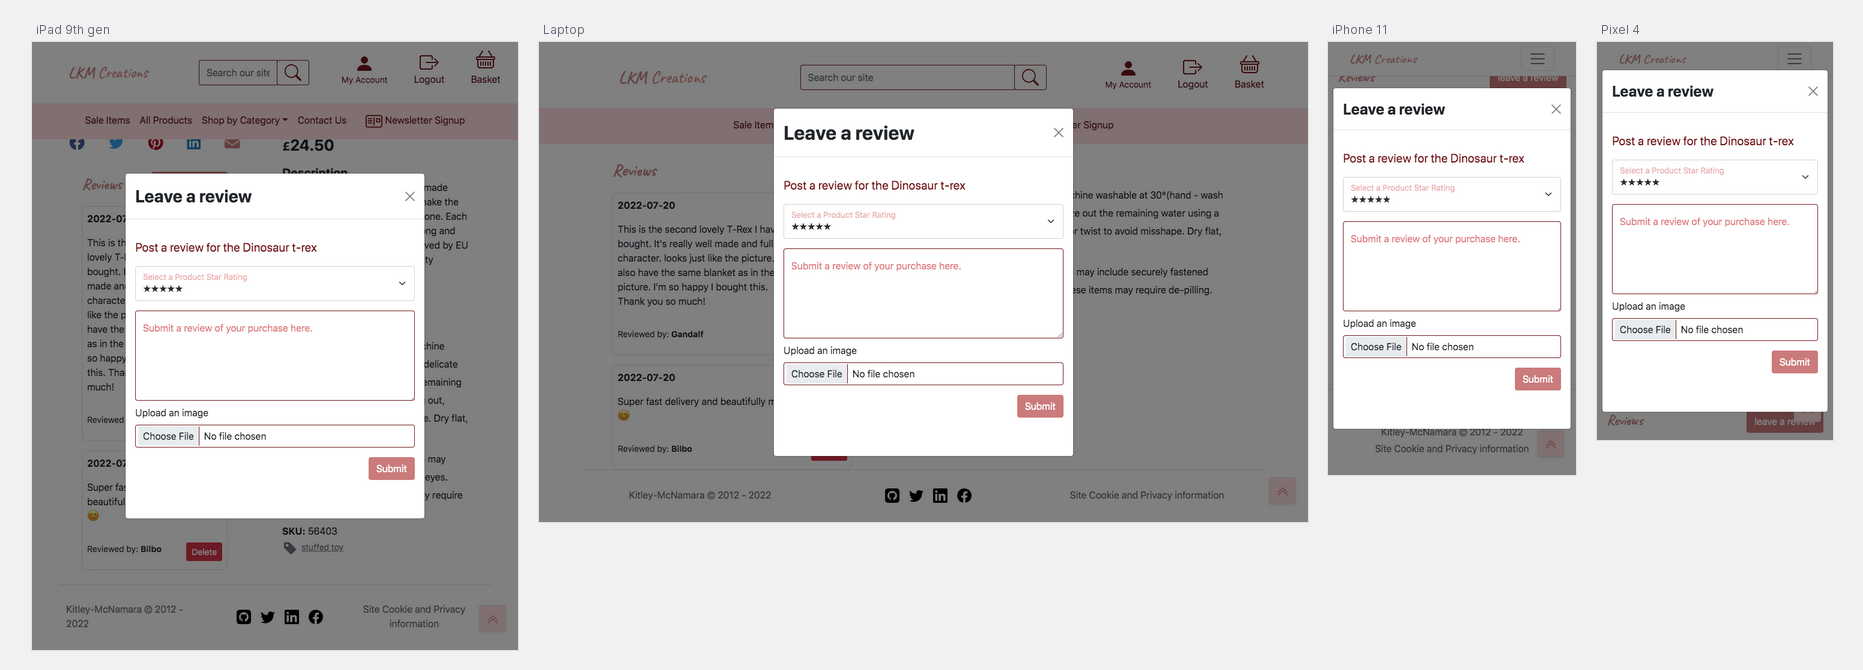 iPad 9th gen
LKM Creations
Search our site
My Account
Logout
Basket
Sale Items
All Products
Shop by Category
Contact Us
Newsletter Signup
£24.50
Description
Reviews
Leave a review
Post a review for the Dinosaur t-rex
Select a Product Star Rating
★★★★★
Submit a review of your purchase here.
Upload an image
Choose File
No file chosen
Submit
2022-07
This is th
lovely T-
bought. I
made an
characte
like the p
have the
as in the
so happy
this. Tha
much!
Reviewed
made
ake the
one. Each
ng and
ved by EU
ty
chine
delicate
emaining
out,
e. Dry flat,
may
eyes.
y require
2022-07
Super fas
beautiful
😊
Reviewed by: Bilbo
Delete
SKU: 56403
stuffed toy
Kitley-McNamara © 2012 -
2022
Site Cookie and Privacy
information
Laptop
LKM Creations
Search our site
My Account
Logout
Basket
Sale Item
er Signup
Reviews
2022-07-20
This is the second lovely T-Rex I hav
bought. It's really well made and full
character. looks just like the picture.
also have the same blanket as in the
picture. I'm so happy I bought this.
Thank you so much!
Reviewed by: Gandalf
2022-07-20
Super fast delivery and beautifully m
😊
Reviewed by: Bilbo
Leave a review
Post a review for the Dinosaur t-rex
Select a Product Star Rating
★★★★★
Submit a review of your purchase here.
Upload an image
Choose File
No file chosen
Submit
hine washable at 30°(hand - wash
e out the remaining water using a
r twist to avoid misshape. Dry flat,
may include securely fastened
ese items may require de-pilling.
Kitley-McNamara © 2012 - 2022
Site Cookie and Privacy information
iPhone 11
LKM Creations
Reviews
leave a review
Leave a review
Post a review for the Dinosaur t-rex
Select a Product Star Rating
★★★★★
Submit a review of your purchase here.
Upload an image
Choose File
No file chosen
Submit
Kitley-McNamara © 2012 - 2022
Site Cookie and Privacy information
Pixel 4
LKM Creations
Leave a review
Post a review for the Dinosaur t-rex
Select a Product Star Rating
★★★★★
Submit a review of your purchase here.
Upload an image
Choose File
No file chosen
Submit
Reviews
leave a review